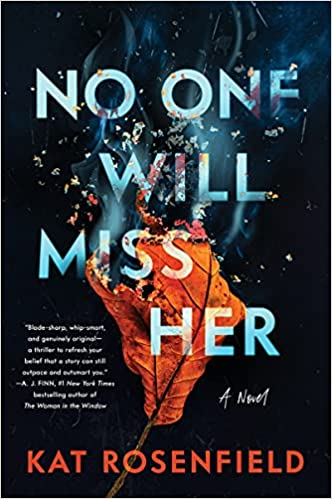 NO ONE
WILL
MISS
HER
"Blade-sharp, whip-smart,
and genuinely original—
a thriller to refresh your
belief that a story can still
outpace and outsmart you."
—A. J. FINN, #1 New York Times
bestselling author of
The Woman in the Window
A Novel
KAT ROSENFIELD